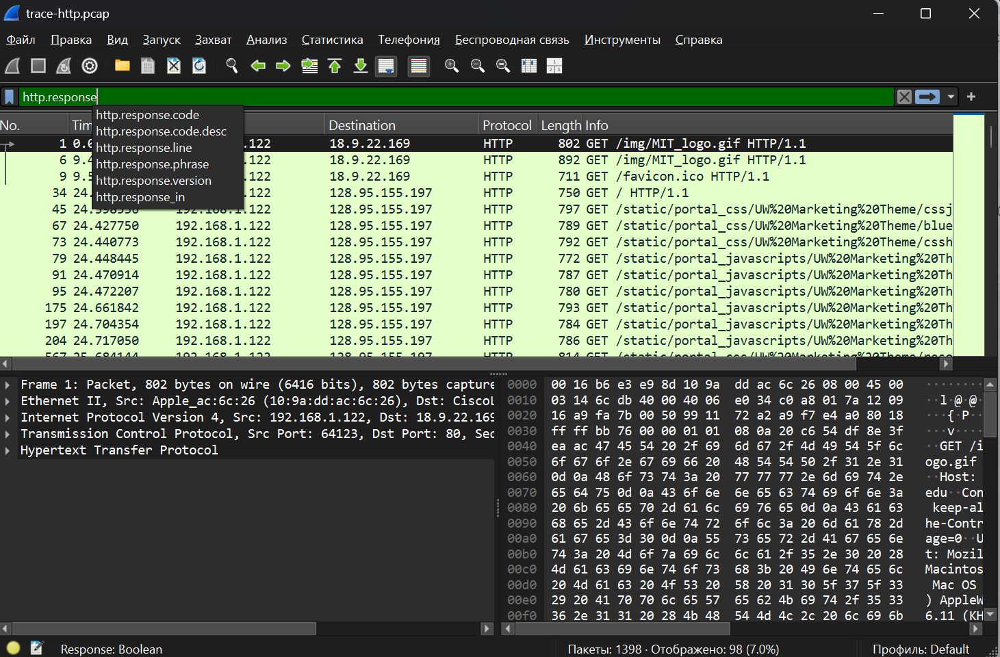 trace-http.pcap
Файл Правка Вид Запуск Захват Анализ Статистика Телефония Беспроводная связь Инструменты Справка
http.response
http.response.code
http.response.code.desc
http.response.line
http.response.phrase
http.response.version
http.response_in
No. Tim Destination Protocol Length Info
1 0.0 .122 18.9.22.169 HTTP 802 GET /img/MIT_logo.gif HTTP/1.1
6 9.4 .122 18.9.22.169 HTTP 892 GET /img/MIT_logo.gif HTTP/1.1
9 9.5 .122 18.9.22.169 HTTP 711 GET /favicon.ico HTTP/1.1
34 24. .122 128.95.155.197 HTTP 750 GET / HTTP/1.1
45 24.398556 192.168.1.122 128.95.155.197 HTTP 797 GET /static/portal_css/UW%20Marketing%20Theme/cssj
67 24.427750 192.168.1.122 128.95.155.197 HTTP 789 GET /static/portal_css/UW%20Marketing%20Theme/blue
73 24.440773 192.168.1.122 128.95.155.197 HTTP 792 GET /static/portal_css/UW%20Marketing%20Theme/cssh
79 24.448445 192.168.1.122 128.95.155.197 HTTP 772 GET /static/portal_javascripts/UW%20Marketing%20Th
91 24.470914 192.168.1.122 128.95.155.197 HTTP 787 GET /static/portal_javascripts/UW%20Marketing%20Th
95 24.472207 192.168.1.122 128.95.155.197 HTTP 780 GET /static/portal_javascripts/UW%20Marketing%20Th
175 24.661842 192.168.1.122 128.95.155.197 HTTP 793 GET /static/portal_javascripts/UW%20Marketing%20Th
197 24.704354 192.168.1.122 128.95.155.197 HTTP 784 GET /static/portal_javascripts/UW%20Marketing%20Th
204 24.717050 192.168.1.122 128.95.155.197 HTTP 786 GET /static/portal_javascripts/UW%20Marketing%20Th
567 25.684144 192.168.1.122 128.95.155.197 HTTP 814 GET /static/portal_css/UW%20Marketing%20Theme/reso
Frame 1: Packet, 802 bytes on wire (6416 bits), 802 bytes capture
Ethernet II, Src: Apple_ac:6c:26 (10:9a:dd:ac:6c:26), Dst: CiscoL
Internet Protocol Version 4, Src: 192.168.1.122, Dst: 18.9.22.169
Transmission Control Protocol, Src Port: 64123, Dst Port: 80, Seq
Hypertext Transfer Protocol
0000 00 16 b6 e3 e9 8d 10 9a dd ac 6c 26 08 00 45 00 ········
0010 03 14 6c db 40 00 40 06 e0 34 c0 a8 01 7a 12 09 ··l·@·@·
0020 16 a9 fa 7b 00 50 99 11 72 a2 a9 f7 e4 a0 80 18 ···{·P··
0030 ff ff bb 76 00 00 01 01 08 0a 20 c6 54 df 8e 3f ···v····
0040 ea ac 47 45 54 20 2f 69 6d 67 2f 4d 49 54 5f 6c ··GET /i
0050 6f 67 6f 2e 67 69 66 20 48 54 54 50 2f 31 2e 31 ogo.gif
0060 0d 0a 48 6f 73 74 3a 20 77 77 77 2e 6d 69 74 2e ··Host:
0070 65 64 75 0d 0a 43 6f 6e 6e 65 63 74 69 6f 6e 3a edu··Con
0080 20 6b 65 65 70 2d 61 6c 69 76 65 0d 0a 43 61 63 keep-al
0090 68 65 2d 43 6f 6e 74 72 6f 6c 3a 20 6d 61 78 2d he-Contr
00a0 61 67 65 3d 30 0d 0a 55 73 65 72 2d 41 67 65 6e age=0··U
00b0 74 3a 20 4d 6f 7a 69 6c 6c 61 2f 35 2e 30 20 28 t: Mozil
00c0 4d 61 63 69 6e 74 6f 73 68 3b 20 49 6e 74 65 6c Macintos
00d0 20 4d 61 63 20 4f 53 20 58 20 31 30 5f 37 5f 33 Mac OS
00e0 29 20 41 70 70 6c 65 57 65 62 4b 69 74 2f 35 33 ) AppleW
00f0 36 2e 31 31 20 28 4b 48 54 4d 4c 2c 20 6c 69 6b 6.11 (KH
Response: Boolean Пакеты: 1398 · Отображено: 98 (7.0%) Профиль: Default